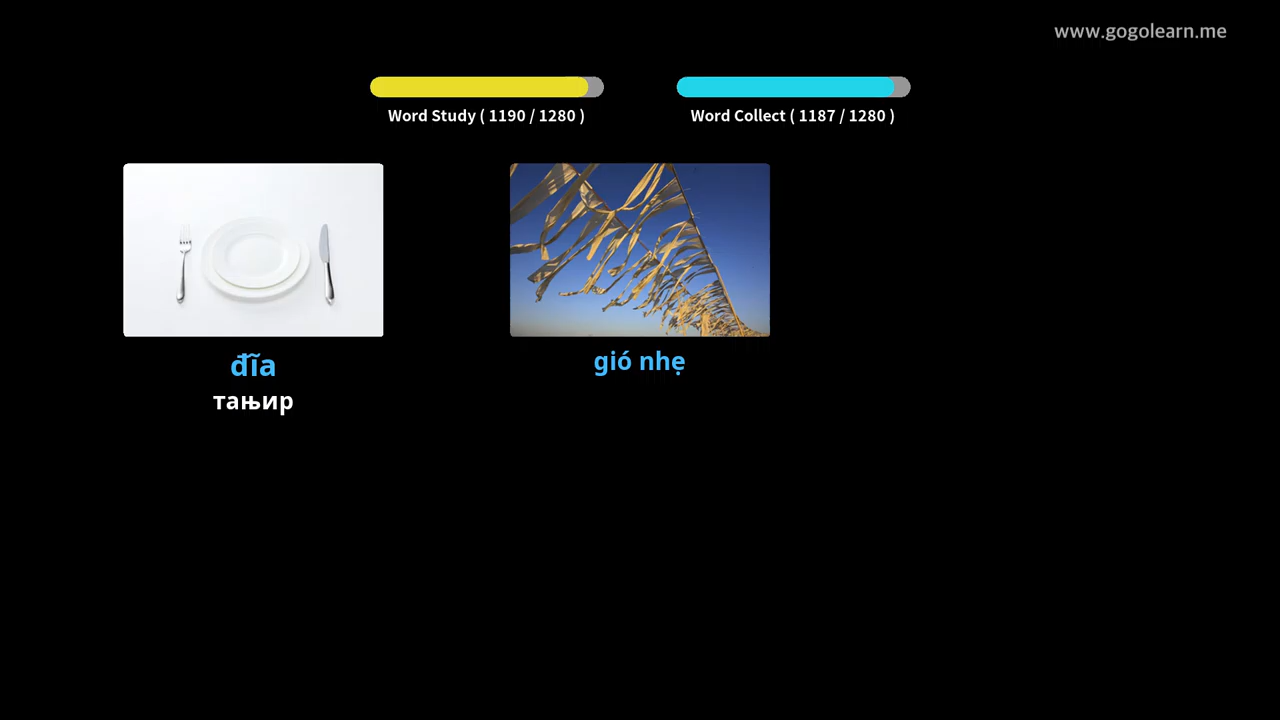 www.gogolearn.me
Word Study ( 1190 / 1280 )
Word Collect ( 1187 / 1280 )
đĩa
тањир
gió nhẹ